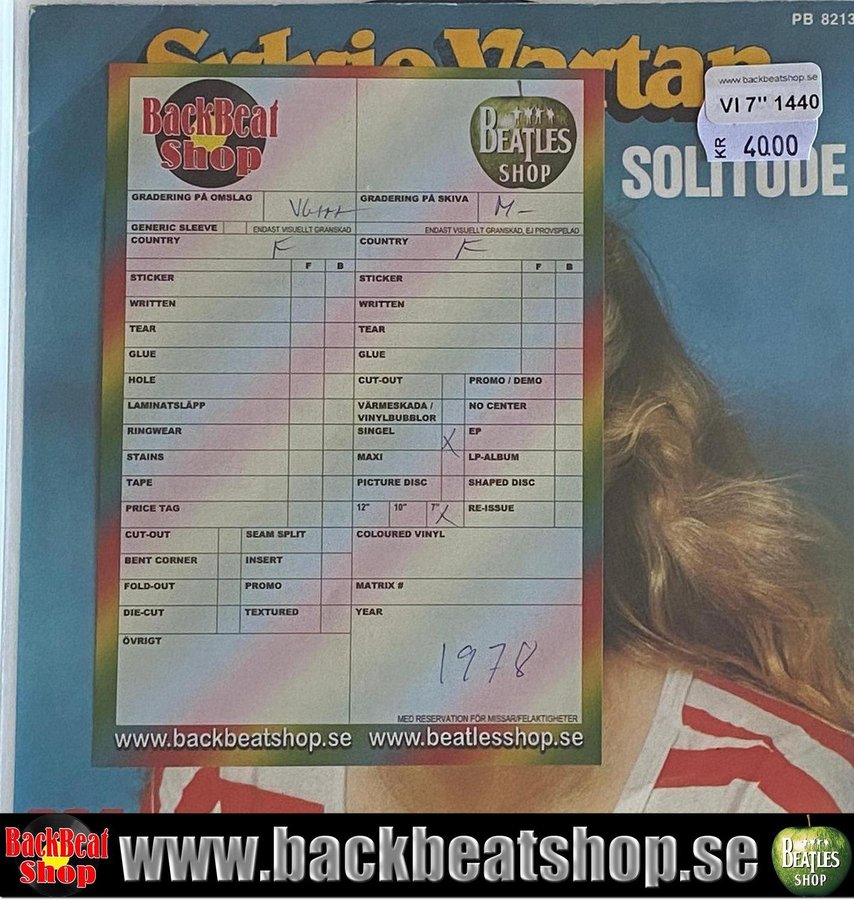 PB 8213
Sylvie Vartan
www.backbeatshop.se
VI 7" 1440
KR 40.00
SOLITUDE
BackBeat Shop
BEATLES SHOP
GRADERING PÅ OMSLAG VG+++ GRADERING PÅ SKIVA M-
GENERIC SLEEVE ENDAST VISUELLT GRANSKAD ENDAST VISUELLT GRANSKAD, EJ PROVSPELAD
COUNTRY F COUNTRY F
F B F B
STICKER STICKER
WRITTEN WRITTEN
TEAR TEAR
GLUE GLUE
HOLE CUT-OUT PROMO / DEMO
LAMINATSLÄPP VÄRMESKADA / VINYLBUBBLOR NO CENTER
RINGWEAR SINGEL X EP
STAINS MAXI LP-ALBUM
TAPE PICTURE DISC SHAPED DISC
PRICE TAG 12" 10" 7" X RE-ISSUE
CUT-OUT SEAM SPLIT COLOURED VINYL
BENT CORNER INSERT
FOLD-OUT PROMO MATRIX #
DIE-CUT TEXTURED YEAR
ÖVRIGT
1978
MED RESERVATION FÖR MISSAR/FELAKTIGHETER
www.backbeatshop.se www.beatlesshop.se
BackBeat Shop www.backbeatshop.se BEATLES SHOP